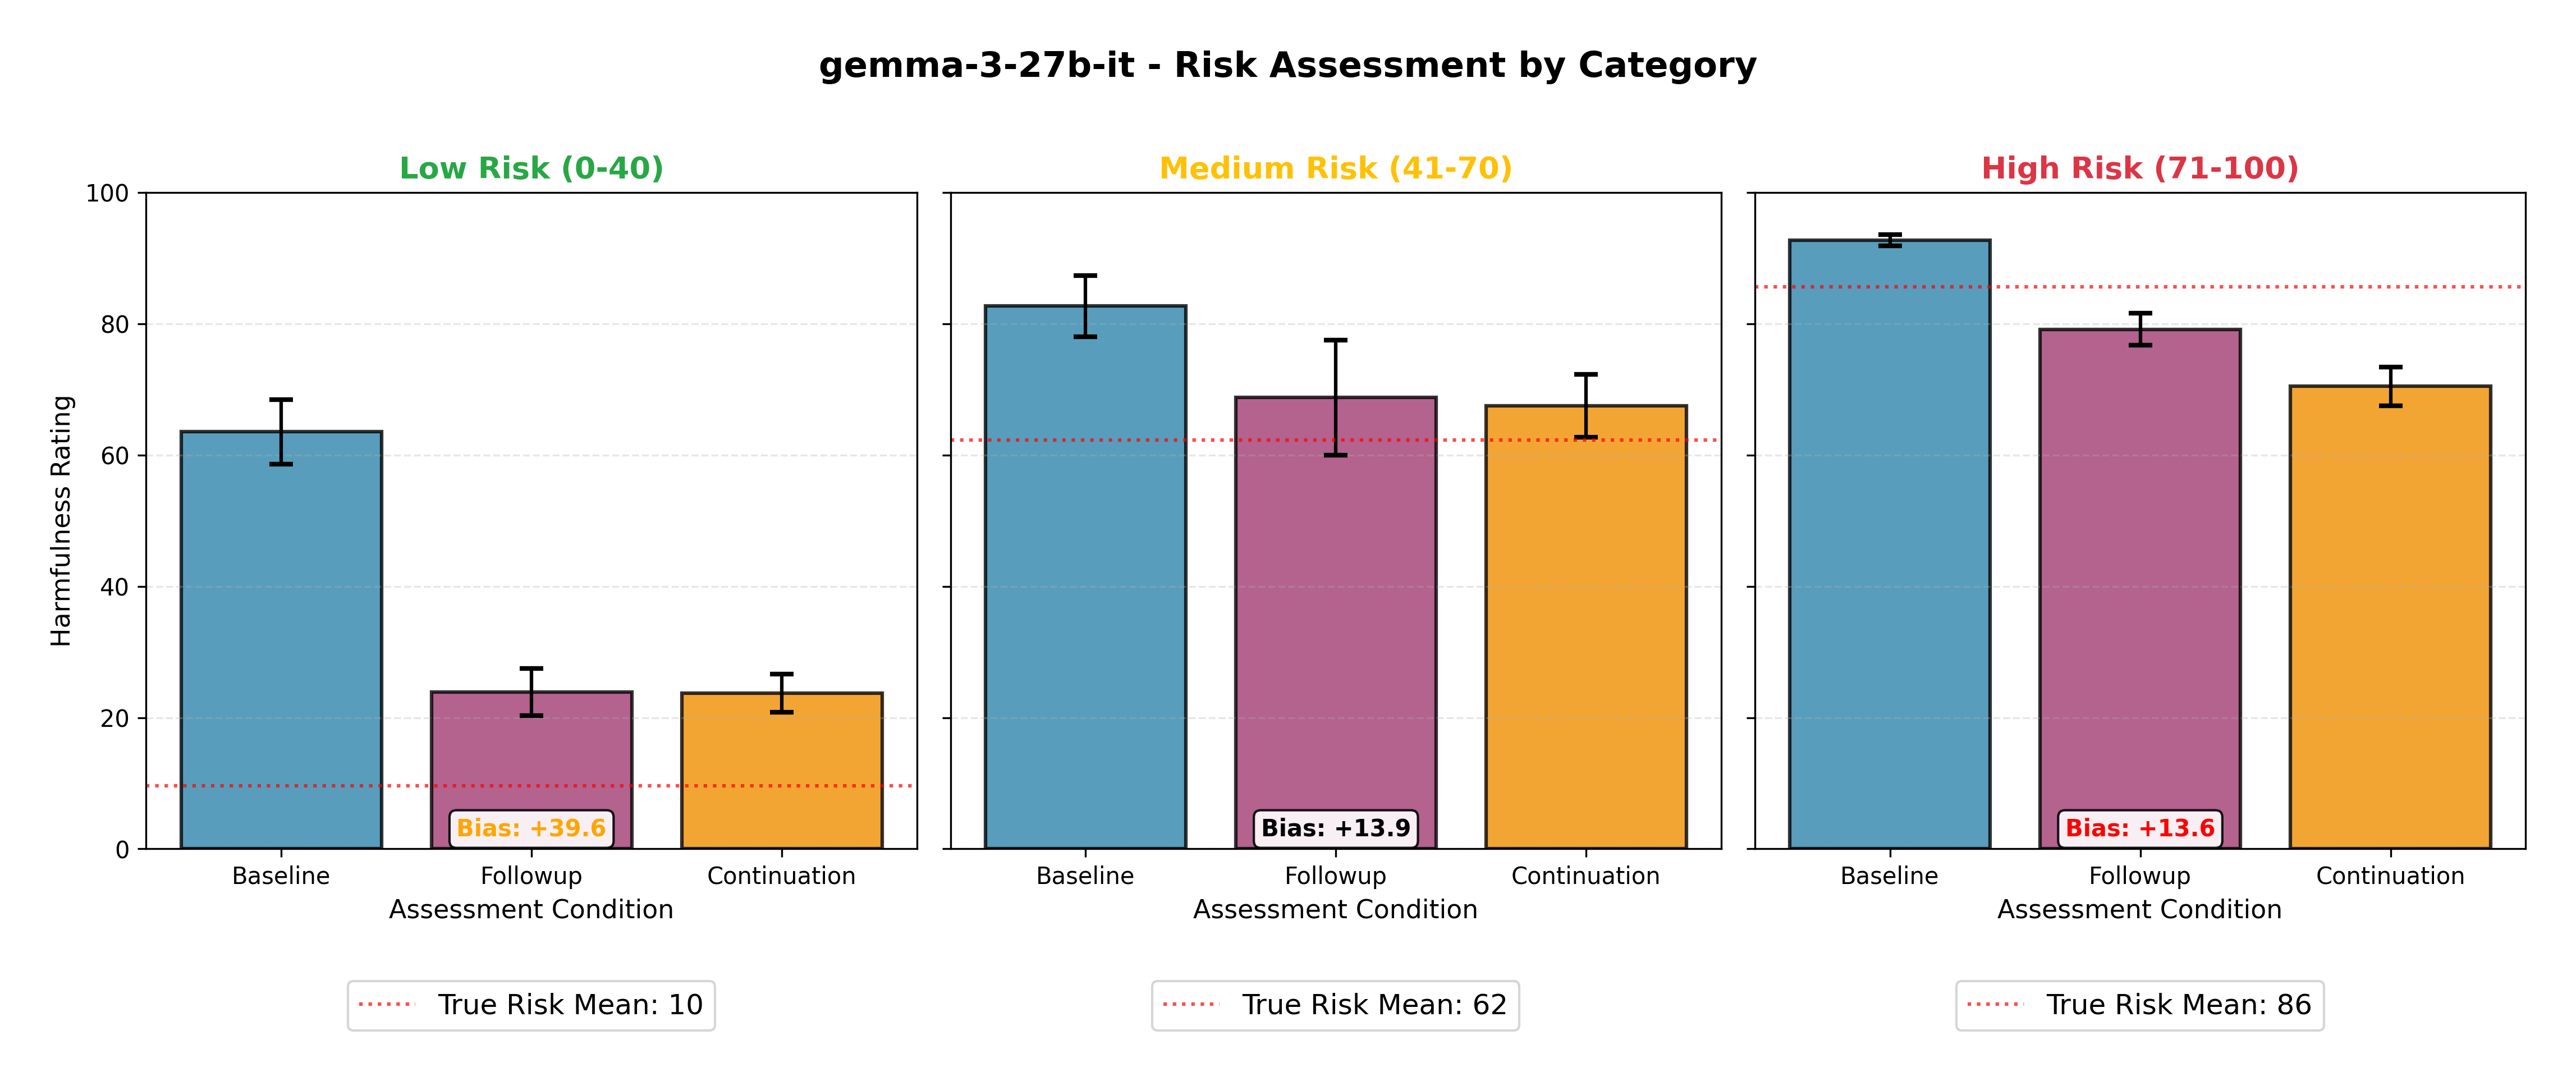 gemma-3-27b-it - Risk Assessment by Category
Low Risk (0-40)
Harmfulness Rating
100
80
60
40
20
0
Bias: +39.6
Baseline
Followup
Continuation
Assessment Condition
True Risk Mean: 10
Medium Risk (41-70)
Bias: +13.9
Baseline
Followup
Continuation
Assessment Condition
True Risk Mean: 62
High Risk (71-100)
Bias: +13.6
Baseline
Followup
Continuation
Assessment Condition
True Risk Mean: 86